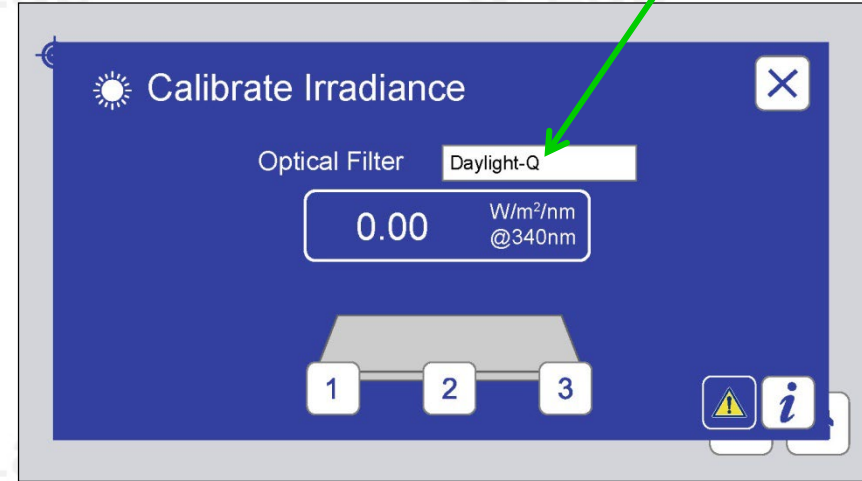 Calibrate Irradiance
Optical Filter Daylight-Q
0.00 W/m²/nm
@340nm
1 2 3
i